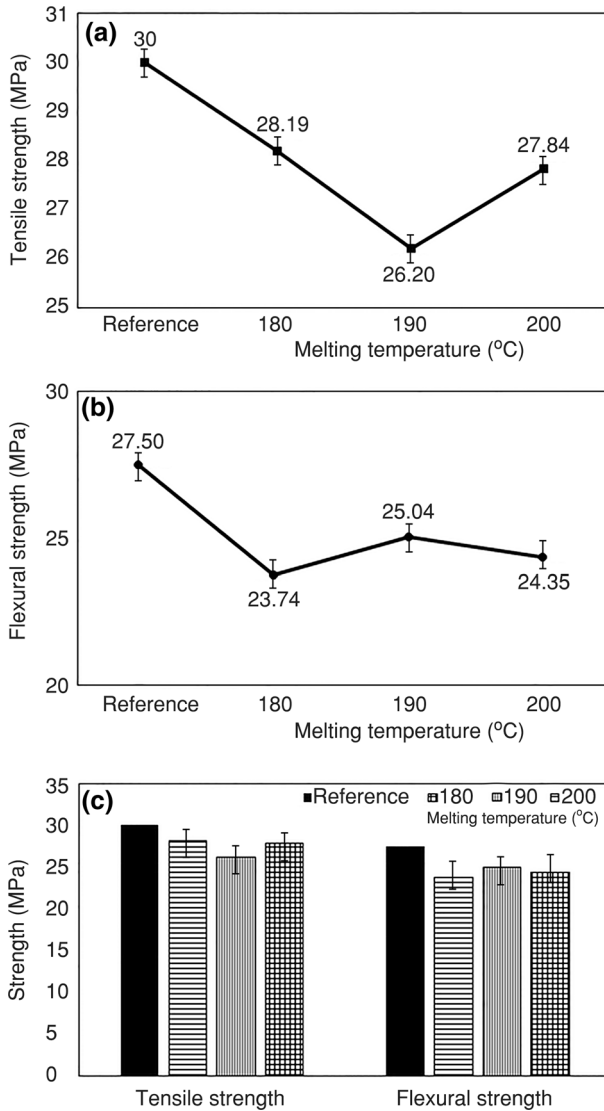 (a)
30
28.19
26.20
27.84
31
30
29
28
27
26
25
Tensile strength (MPa)
Reference 180 190 200
Melting temperature (°C)
(b)
27.50
23.74
25.04
24.35
30
25
20
Flexural strength (MPa)
Reference 180 190 200
Melting temperature (°C)
(c)
Reference 180 190 200
Melting temperature (°C)
35
30
25
20
15
10
5
0
Strength (MPa)
Tensile strength Flexural strength